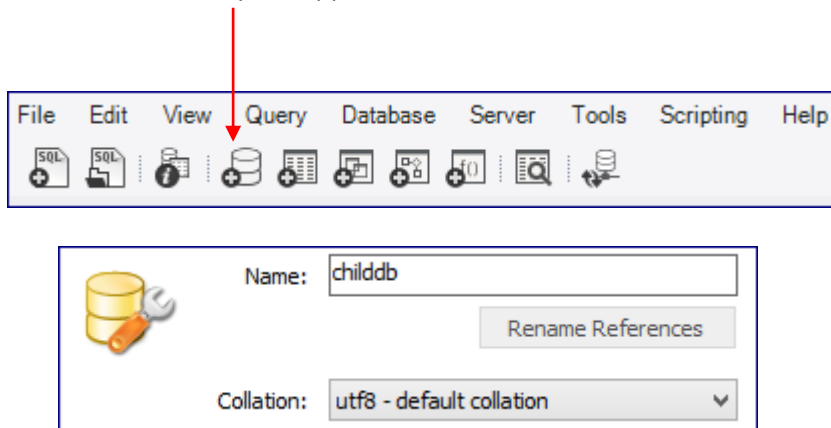 File Edit View Query Database Server Tools Scripting Help
SQL SQL i f()
Name: childdb
Rename References
Collation: utf8 - default collation